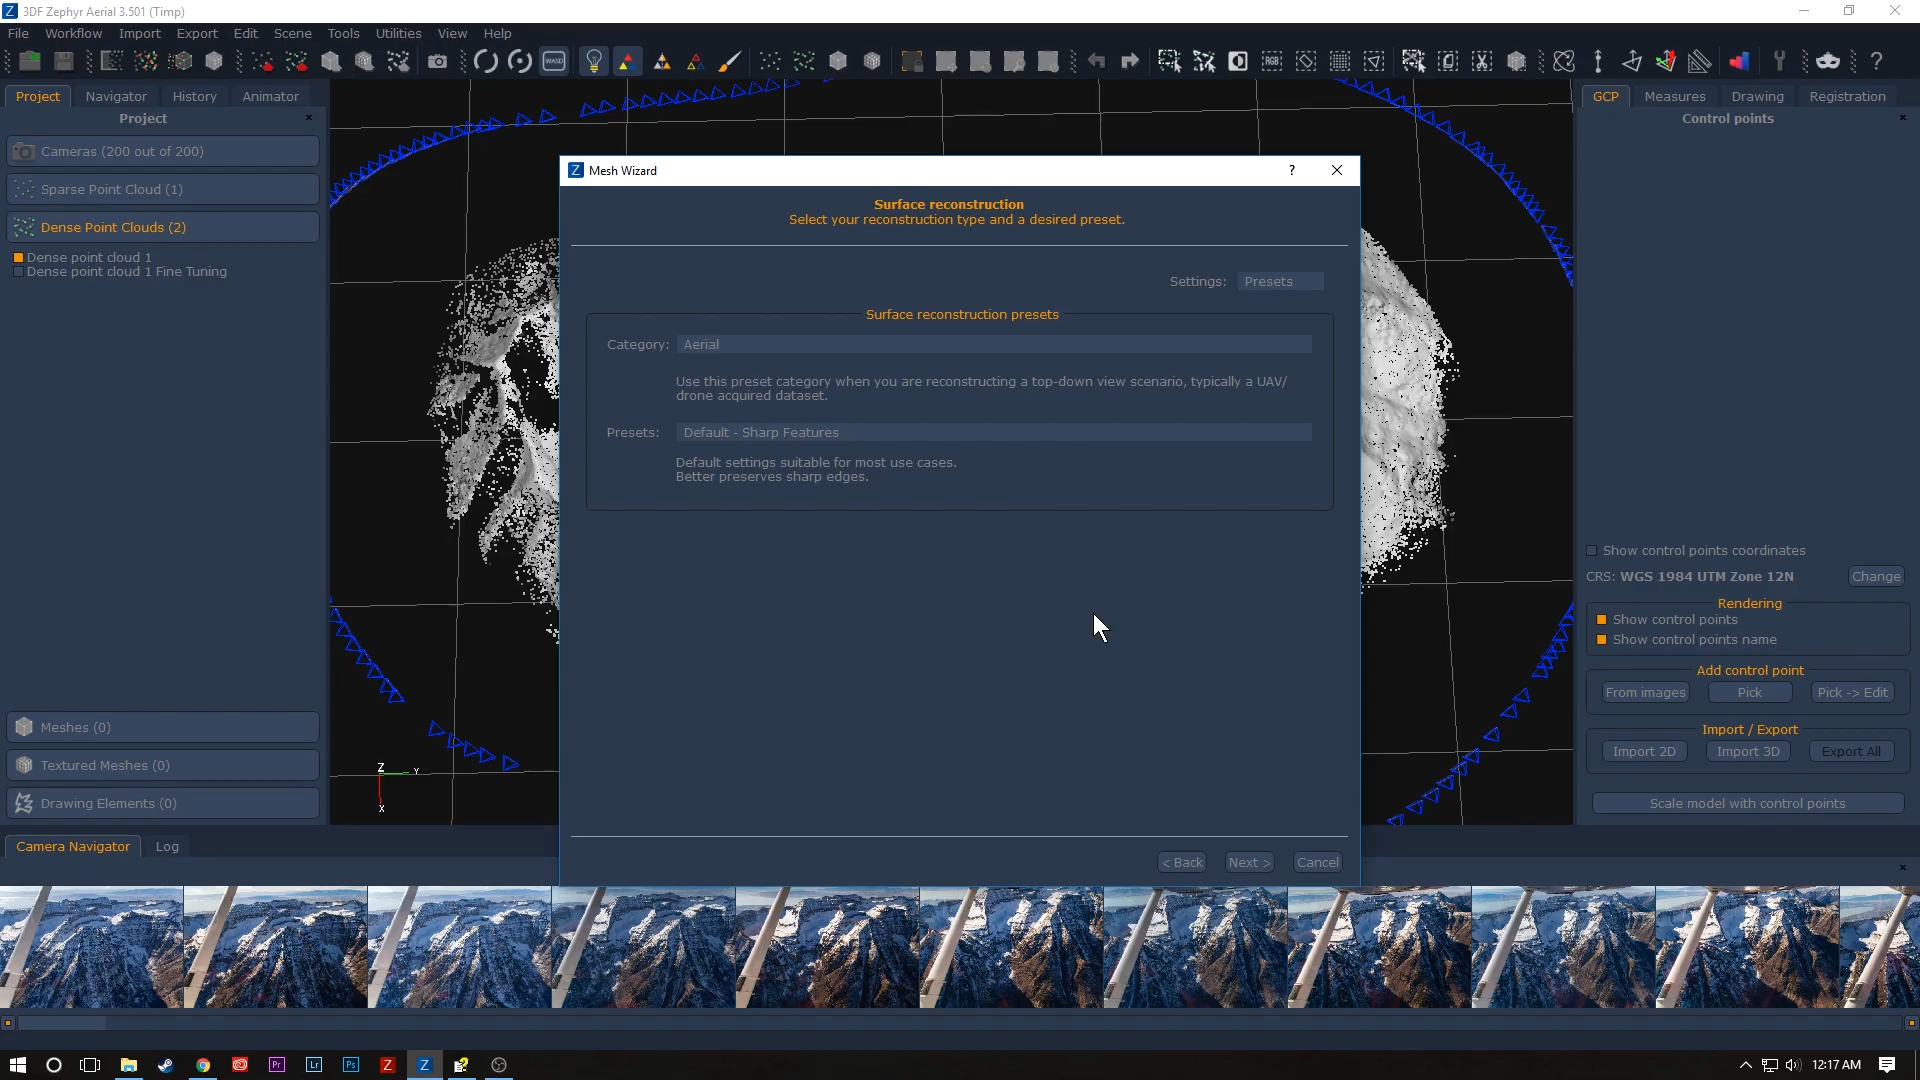 3DF Zephyr Aerial 3.501 (Timp)
File Workflow Import Export Edit Scene Tools Utilities View Help
WASD RGB ?
Project Navigator History Animator
Project
Cameras (200 out of 200)
Sparse Point Cloud (1)
Dense Point Clouds (2)
Dense point cloud 1
Dense point cloud 1 Fine Tuning
Meshes (0)
Textured Meshes (0)
Drawing Elements (0)
Z
Y
X
Mesh Wizard
?
Surface reconstruction
Select your reconstruction type and a desired preset.
Settings: Presets
Surface reconstruction presets
Category: Aerial
Use this preset category when you are reconstructing a top-down view scenario, typically a UAV/
drone acquired dataset.
Presets: Default - Sharp Features
Default settings suitable for most use cases.
Better preserves sharp edges.
< Back Next > Cancel
GCP Measures Drawing Registration
Control points
Show control points coordinates
CRS: WGS 1984 UTM Zone 12N Change
Rendering
Show control points
Show control points name
Add control point
From images Pick Pick -> Edit
Import / Export
Import 2D Import 3D Export All
Scale model with control points
Camera Navigator Log
Pr Lr Ps Z Z
12:17 AM